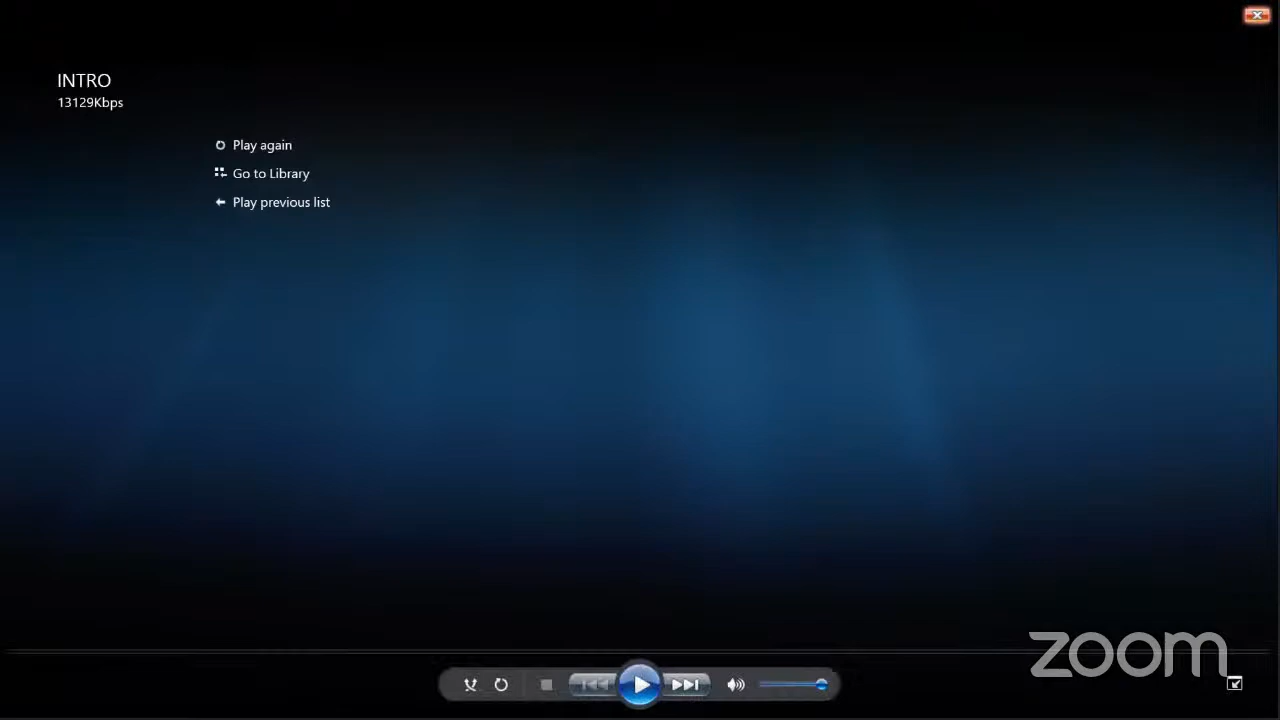 INTRO
13129Kbps
Play again
Go to Library
Play previous list
zoom